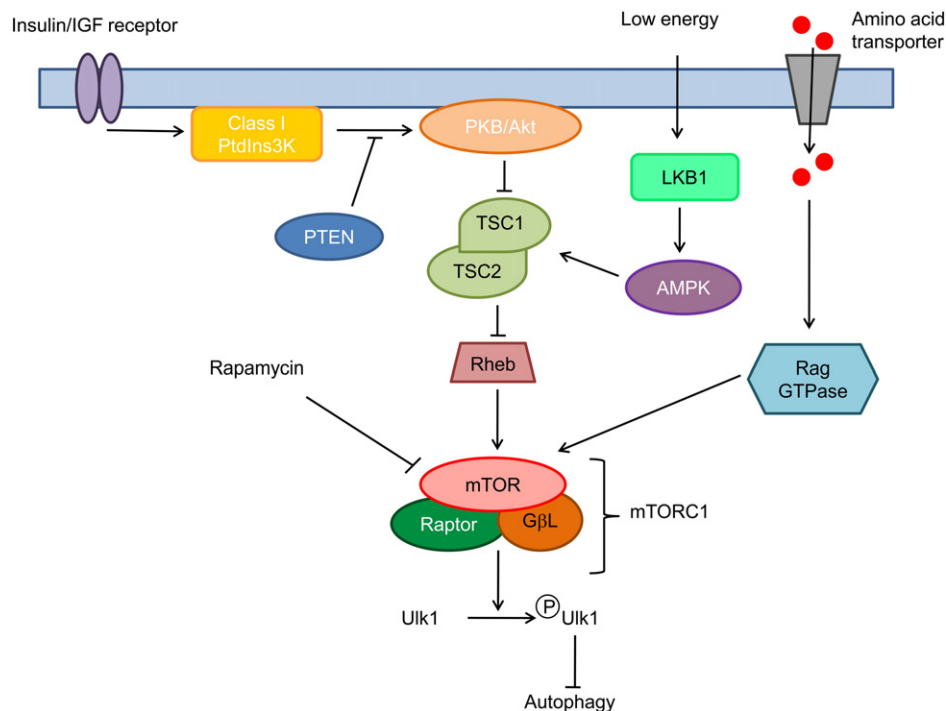 Insulin/IGF receptor
Low energy
Amino acid
transporter
Class I
PtdIns3K
PKB/Akt
LKB1
TSC1
PTEN
TSC2
AMPK
Rapamycin
Rheb
Rag
GTPase
mTOR
Raptor
GβL
mTORC1
Ulk1
P
Ulk1
Autophagy